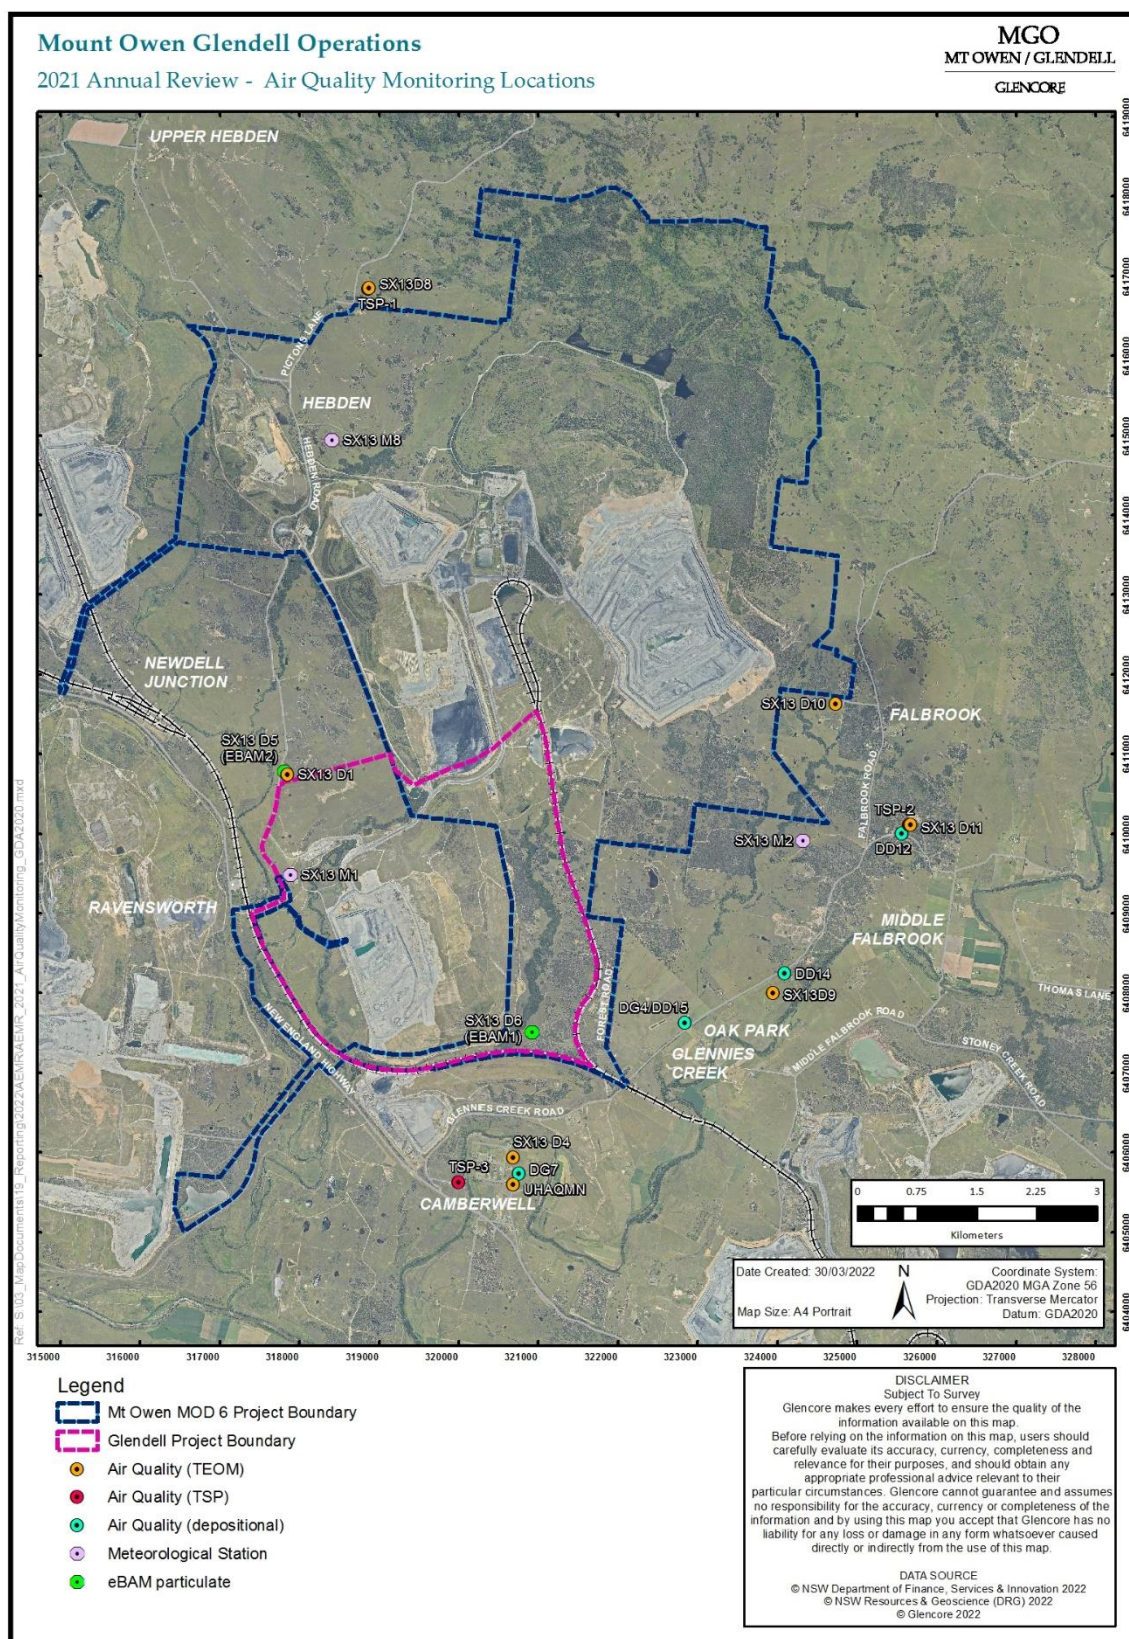 Mount Owen Glendell Operations
2021 Annual Review - Air Quality Monitoring Locations
MGO
MT OWEN / GLENDELL
GLENCORE
UPPER HEBDEN
SX13D8
TSP-1
PICTONS LANE
HEBDEN
SX13 M8
HEBDEN ROAD
NEWDELL
JUNCTION
SX13 D5
(EBAM2)
SX13 D1
SX13 D10
FALBROOK
FALBROOK ROAD
TSP-2
SX13 D11
DD12
SX13 M2
SX13 M1
RAVENSWORTH
MIDDLE
FALBROOK
DD14
SX13D9
THOMAS LANE
DG4/DD15
FOREST ROAD
SX13 D6
(EBAM1)
OAK PARK
GLENNIES
CREEK
MIDDLE FALBROOK ROAD
STONEY CREEK ROAD
NEW ENGLAND HIGHWAY
GLENNIES CREEK ROAD
SX13 D4
TSP-3
DG7
UHAQMN
CAMBERWELL
6419000
6418000
6417000
6416000
6415000
6414000
6413000
6412000
6411000
6410000
6409000
6408000
6407000
6406000
6405000
6404000
0 0.75 1.5 2.25 3
Kilometers
Date Created: 30/03/2022
Map Size: A4 Portrait
N
Coordinate System:
GDA2020 MGA Zone 56
Projection: Transverse Mercator
Datum: GDA2020
315000 316000 317000 318000 319000 320000 321000 322000 323000 324000 325000 326000 327000 328000
Ref: S:\03_MapDocuments\19_Reporting\2022\AEMR\AEMR_2021_AirQualityMonitoring_GDA2020.mxd
Legend
Mt Owen MOD 6 Project Boundary
Glendell Project Boundary
Air Quality (TEOM)
Air Quality (TSP)
Air Quality (depositional)
Meteorological Station
eBAM particulate
DISCLAIMER
Subject To Survey
Glencore makes every effort to ensure the quality of the
information available on this map.
Before relying on the information on this map, users should
carefully evaluate its accuracy, currency, completeness and
relevance for their purposes, and should obtain any
appropriate professional advice relevant to their
particular circumstances. Glencore cannot guarantee and assumes
no responsibility for the accuracy, currency or completeness of the
information and by using this map you accept that Glencore has no
liability for any loss or damage in any form whatsoever caused
directly or indirectly from the use of this map.
DATA SOURCE
© NSW Department of Finance, Services & Innovation 2022
© NSW Resources & Geoscience (DRG) 2022
© Glencore 2022